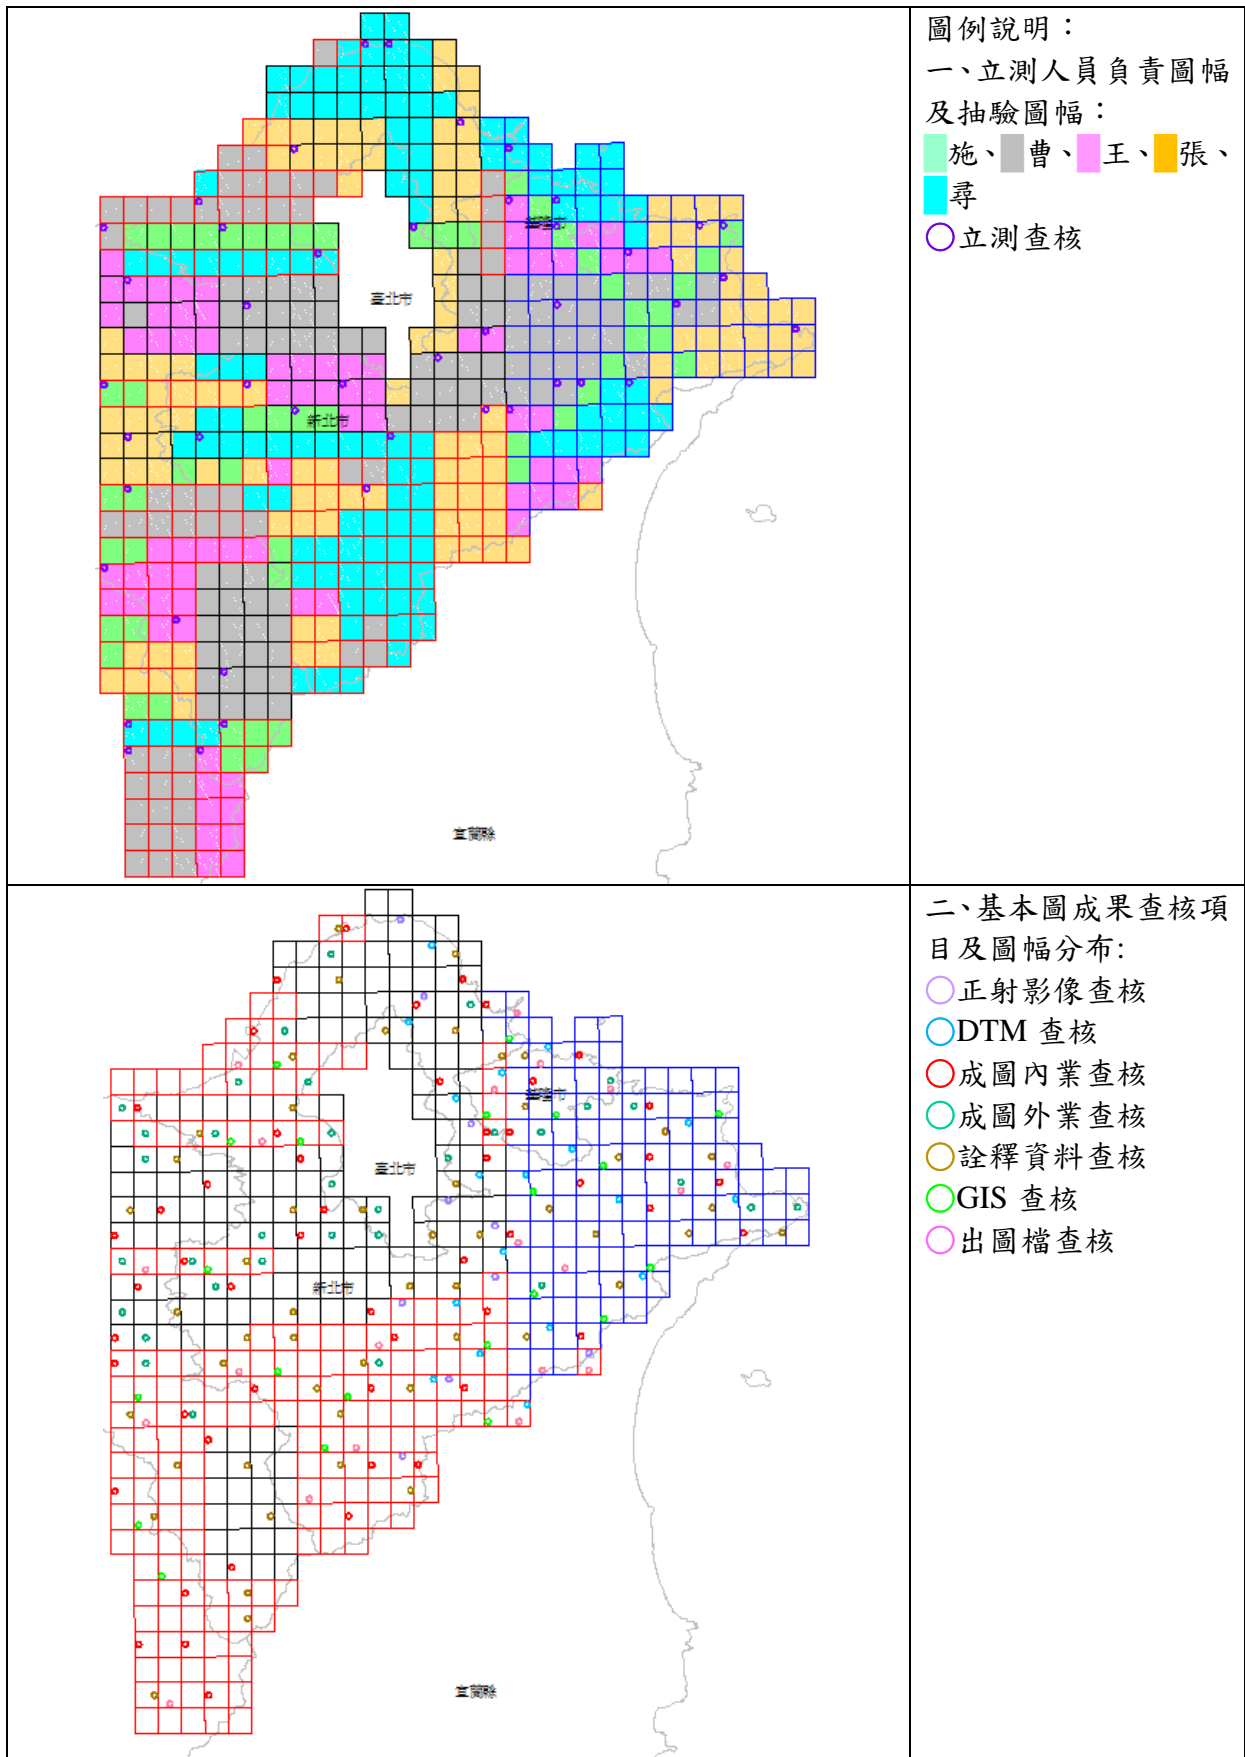 圖例說明：
一、立測人員負責圖幅
及抽驗圖幅：
施、曹、王、張、
尋
立測查核
基隆市
臺北市
新北市
宜蘭縣
二、基本圖成果查核項
目及圖幅分布:
正射影像查核
DTM 查核
成圖內業查核
成圖外業查核
詮釋資料查核
GIS 查核
出圖檔查核
基隆市
臺北市
新北市
宜蘭縣